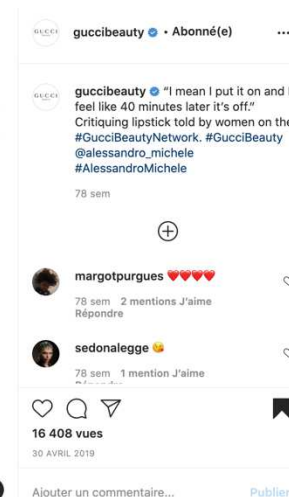 GUCCI
guccibeauty • Abonné(e)
GUCCI
guccibeauty “I mean I put it on and I
feel like 40 minutes later it’s off.”
Critiquing lipstick told by women on the
#GucciBeautyNetwork. #GucciBeauty
@alessandro_michele
#AlessandroMichele
78 sem
margotpurgues ❤️❤️❤️❤️
78 sem 2 mentions J’aime
Répondre
sedonalegge 😘
78 sem 1 mention J’aime
Répondre
16 408 vues
30 AVRIL 2019
Ajouter un commentaire...
Publier